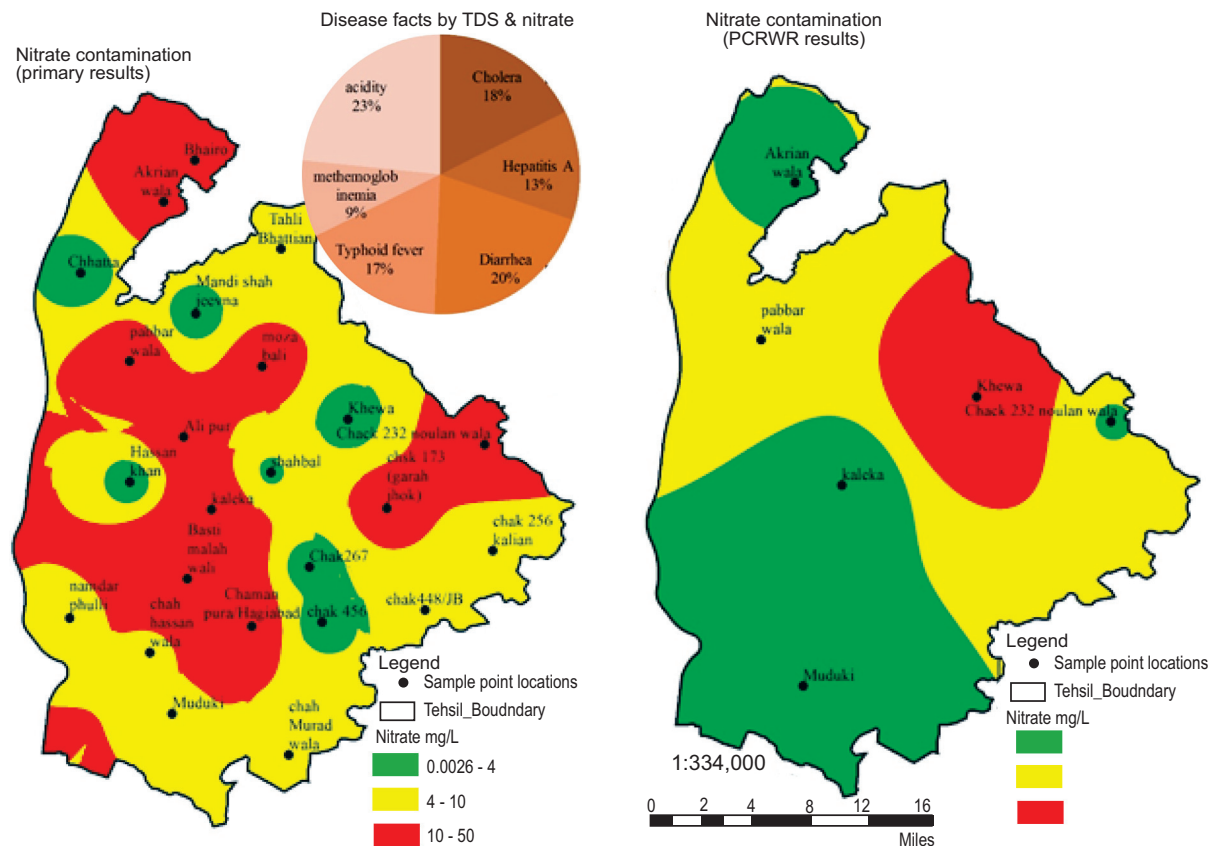 Disease facts by TDS & nitrate
Nitrate contamination
(primary results)
acidity
23%
Cholera
18%
Hepatitis A
13%
methemoglob
inemia
9%
Typhoid fever
17%
Diarrhea
20%
Bhairo
Akrian
wala
Tahli
Bhattian
Chhatta
Mandi shah
jeevna
pabbar
wala
moza
bali
Khewa
Chack 232 noulan wala
Ali pur
Hassan
khan
shahbal
chsk 173
(garah
jhok)
kaleka
Basti
malah
wali
chak 256
kalian
Chak267
namdar
phulli
chah
hassan
wala
Chaman
pura/Hagiabad
chak 456
chak448/JB
Muduki
chah
Murad
wala
Legend
Sample point locations
Tehsil_Boudndary
Nitrate mg/L
0.0026 - 4
4 - 10
10 - 50
Nitrate contamination
(PCRWR results)
Akrian
wala
pabbar
wala
Khewa
Chack 232 noulan wala
kaleka
Muduki
1:334,000
0 2 4 8 12 16
Miles
Legend
Sample point locations
Tehsil_Boudndary
Nitrate mg/L